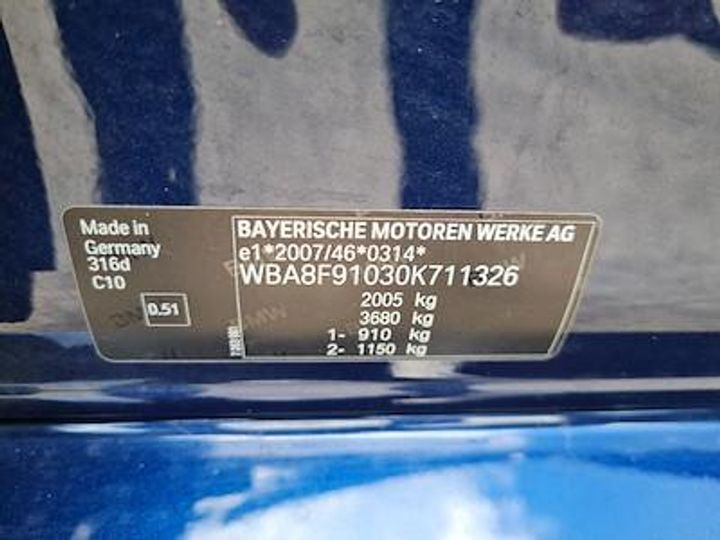 Made in
Germany
316d
C10
0.51
BAYERISCHE MOTOREN WERKE AG
e1*2007/46*0314*
WBA8F91030K711326
2005 kg
3680 kg
1- 910 kg
2- 1150 kg